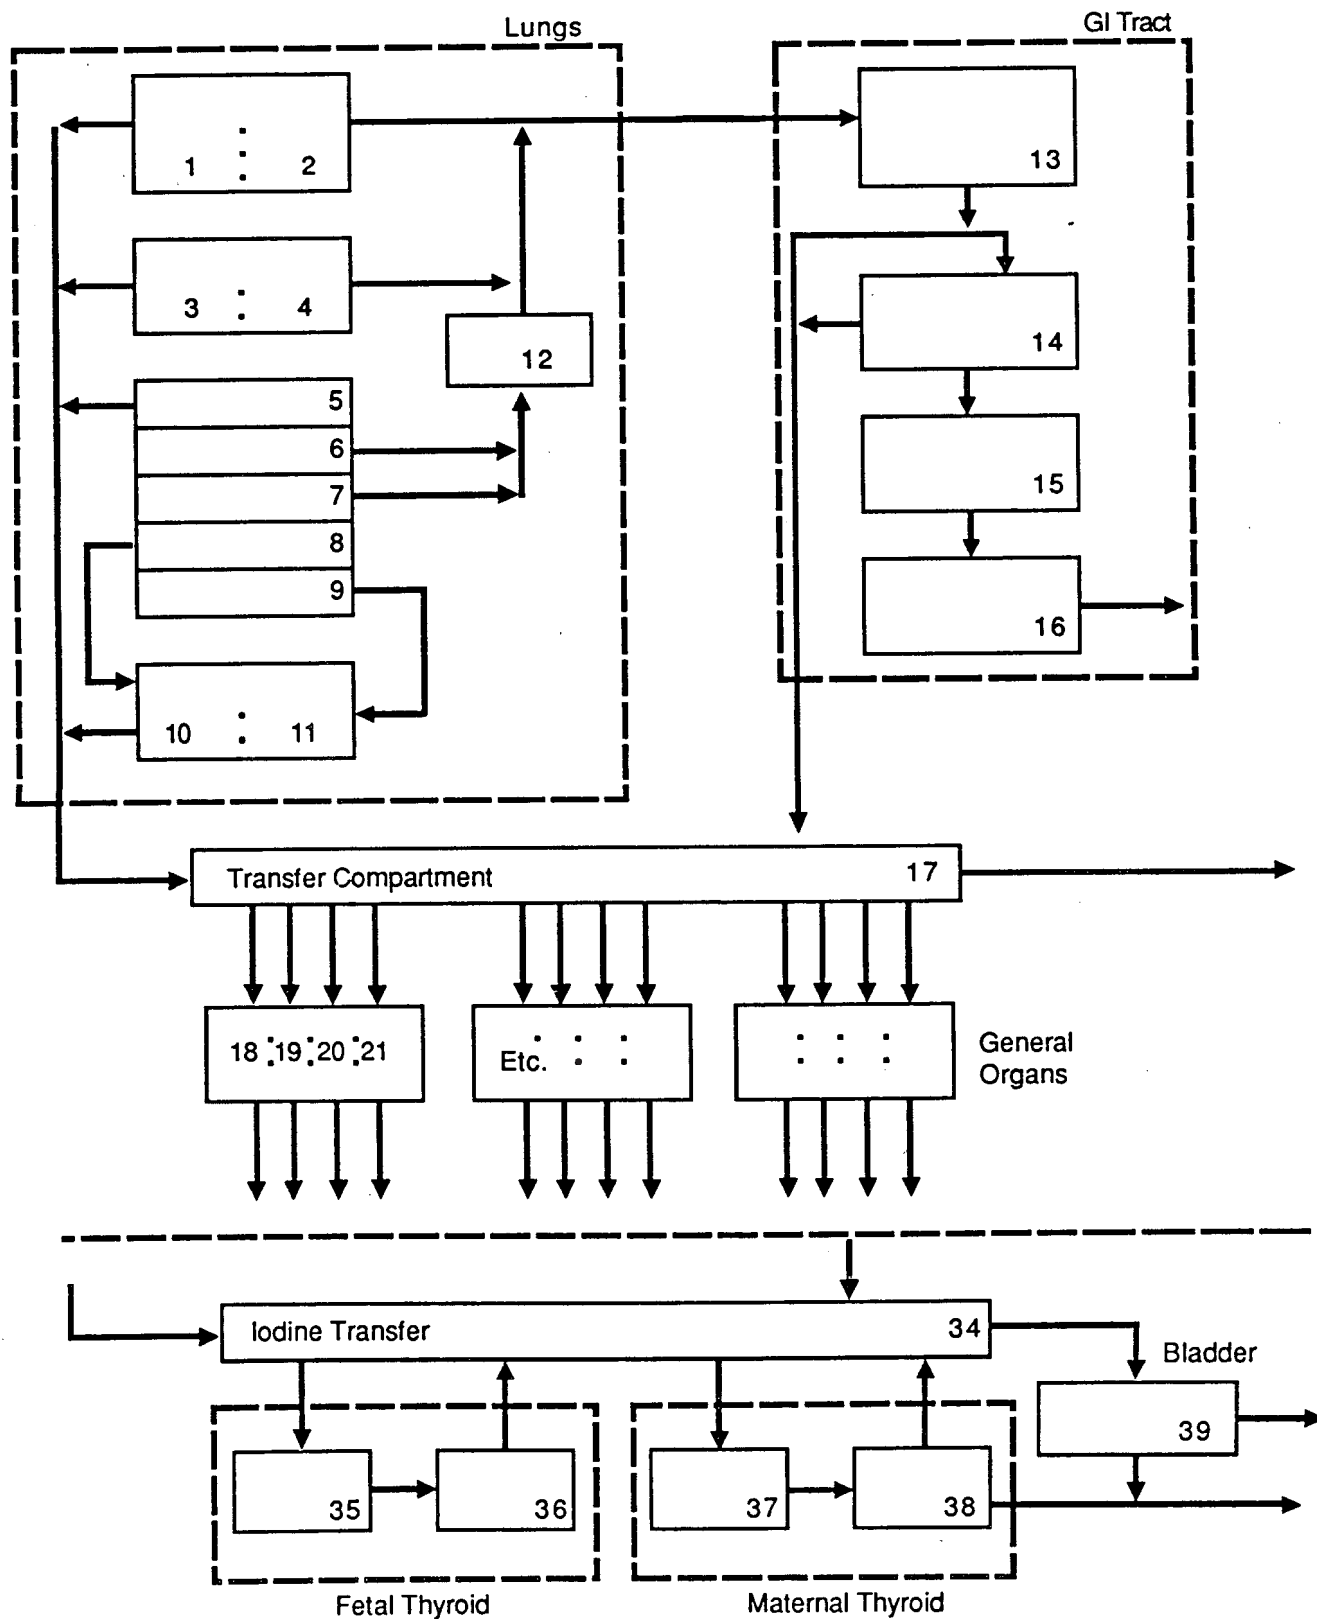 Lungs
GI Tract
1 : 2
13
3 : 4
12
14
5
6
7
15
8
9
16
10 : 11
Transfer Compartment 17
18 : 19 : 20 : 21
Etc.
General
Organs
Iodine Transfer 34
Bladder
39
35
36
37
38
Fetal Thyroid
Maternal Thyroid